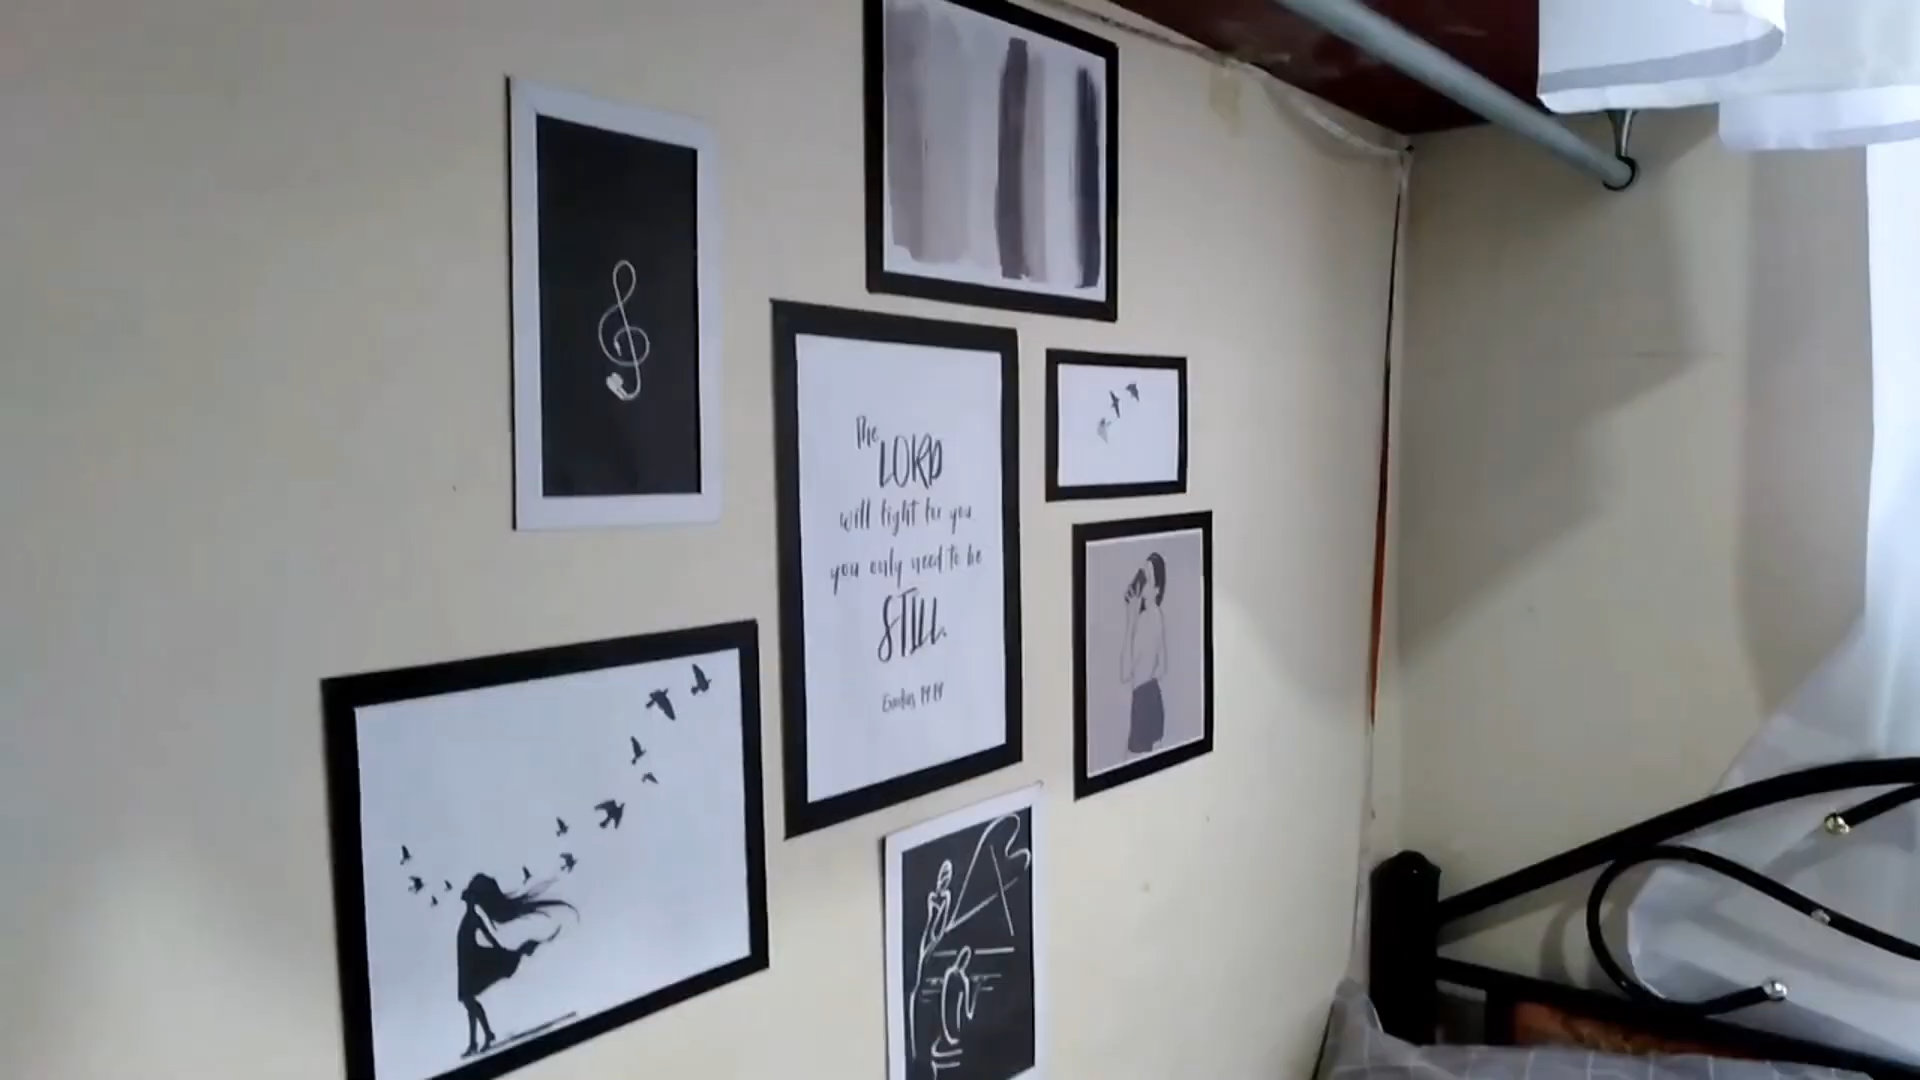 The
LORD
will fight for you
you only need to be
STILL.
Exodus 14:14